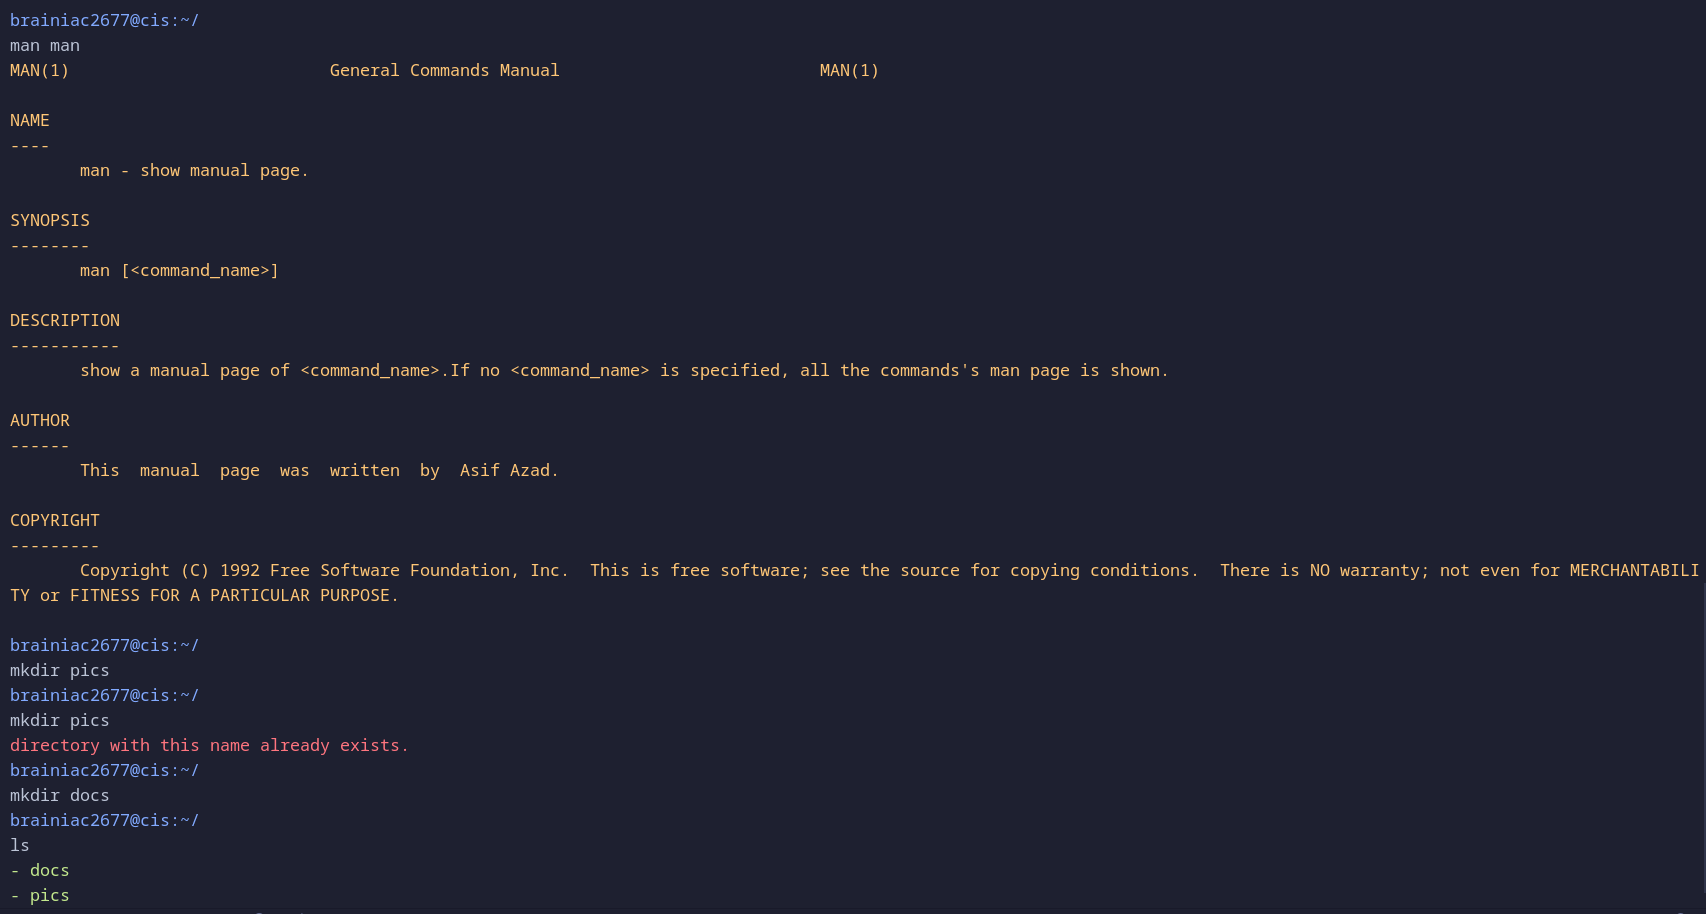 brainiac2677@cis:~/
man man
MAN(1)                          General Commands Manual                          MAN(1)
NAME
----
       man - show manual page.
SYNOPSIS
--------
       man [<command_name>]
DESCRIPTION
-----------
       show a manual page of <command_name>.If no <command_name> is specified, all the commands's man page is shown.
AUTHOR
------
       This  manual  page  was  written  by  Asif Azad.
COPYRIGHT
---------
       Copyright (C) 1992 Free Software Foundation, Inc.  This is free software; see the source for copying conditions.  There is NO warranty; not even for MERCHANTABILI
TY or FITNESS FOR A PARTICULAR PURPOSE.
brainiac2677@cis:~/
mkdir pics
brainiac2677@cis:~/
mkdir pics
directory with this name already exists.
brainiac2677@cis:~/
mkdir docs
brainiac2677@cis:~/
ls
- docs
- pics